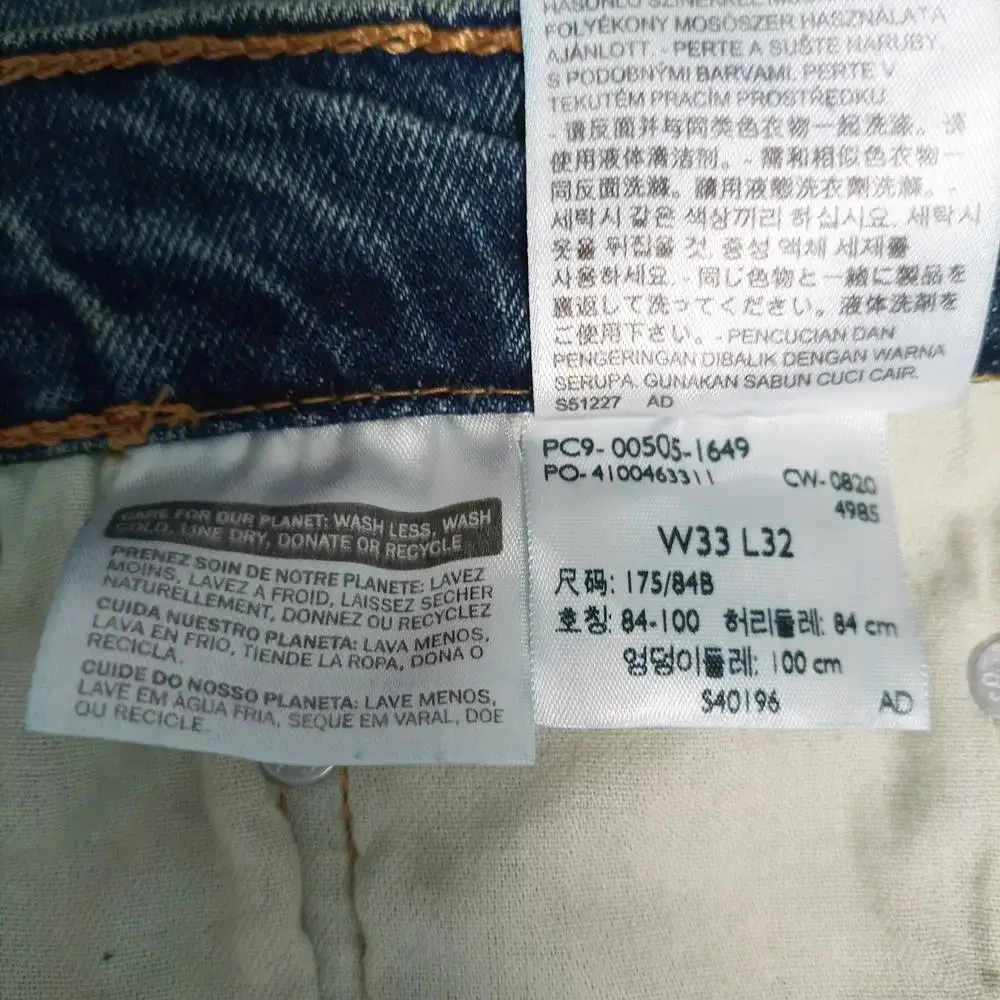 HASONLÓ SZÍNEKKEL
FOLYÉKONY MOSÓSZER HASZNÁLATA
AJÁNLOTT. - PERTE A SUŠTE NARUBY,
S PODOBNÝMI BARVAMI. PERTE V
TEKUTÉM PRACÍM PROSTŘEDKU.
- 请反面并与同类色衣物一起洗涤。请
使用液体清洁剂。- 需和相似色衣物一
同反面洗滌。請用液態洗衣劑洗滌。-
세탁시 같은 색상끼리 하십시요. 세탁시
옷을 뒤집을 것. 중성 액체 세제를
사용하세요. - 同じ色物と一緒に製品を
裏返して洗ってください。液体洗剤を
ご使用下さい。- PENCUCIAN DAN
PENGERINGAN DIBALIK DENGAN WARNA
SERUPA. GUNAKAN SABUN CUCI CAIR.
S51227 AD
CARE FOR OUR PLANET: WASH LESS, WASH
COLD, LINE DRY, DONATE OR RECYCLE
PRENEZ SOIN DE NOTRE PLANETE: LAVEZ
MOINS, LAVEZ A FROID, LAISSEZ SECHER
NATURELLEMENT, DONNEZ OU RECYCLEZ
CUIDA NUESTRO PLANETA: LAVA MENOS,
LAVA EN FRIO, TIENDE LA ROPA, DONA O
RECICLA.
CUIDE DO NOSSO PLANETA: LAVE MENOS,
LAVE EM ÁGUA FRIA, SEQUE EM VARAL, DOE
OU RECICLE.
PC9-00505-1649
PO-4100463311 CW-0820
4985
W33 L32
尺码: 175/84B
호칭: 84-100 허리둘레: 84 cm
엉덩이둘레: 100 cm
S40196 AD